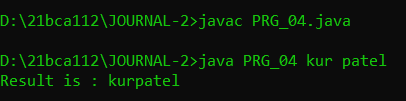 D:\21bca112\JOURNAL-2>javac PRG_04.java
D:\21bca112\JOURNAL-2>java PRG_04 kur patel
Result is : kurpatel